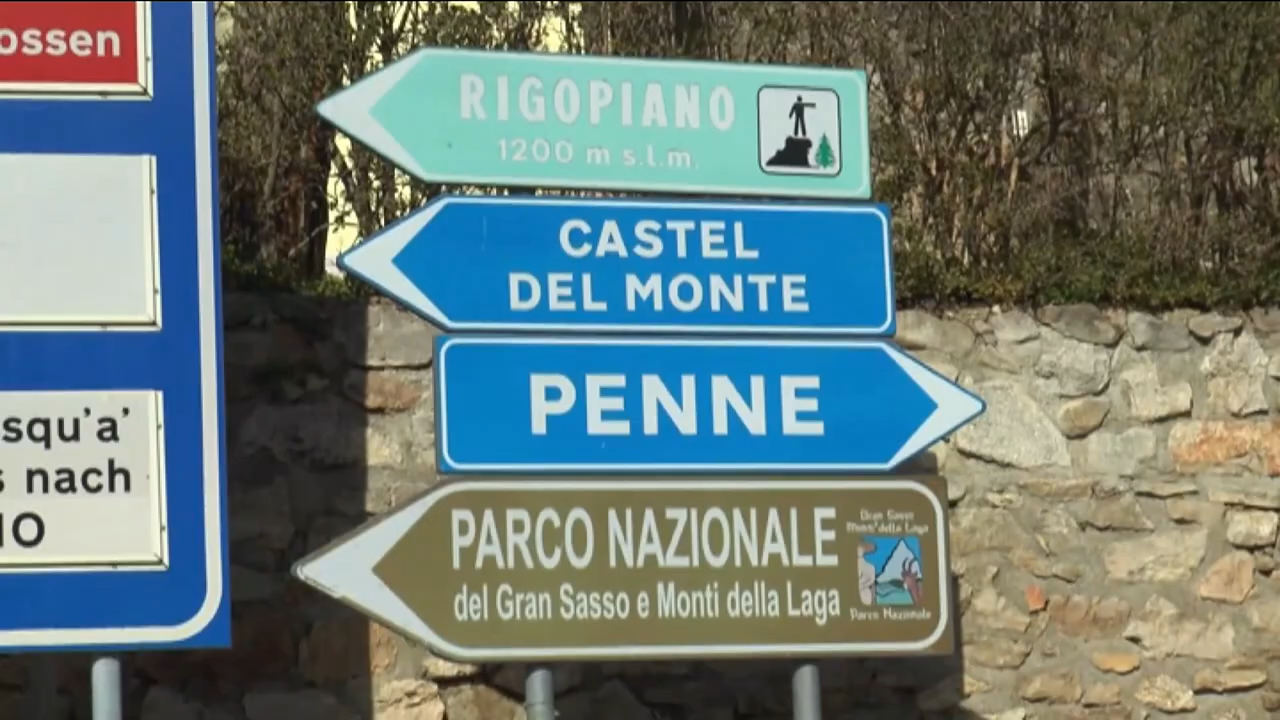 ossen
squ'a'
s nach
IO
RIGOPIANO
1200 m s.l.m.
CASTEL
DEL MONTE
PENNE
PARCO NAZIONALE
del Gran Sasso e Monti della Laga
Gran Sasso
Monti della Laga
Parco Nazionale